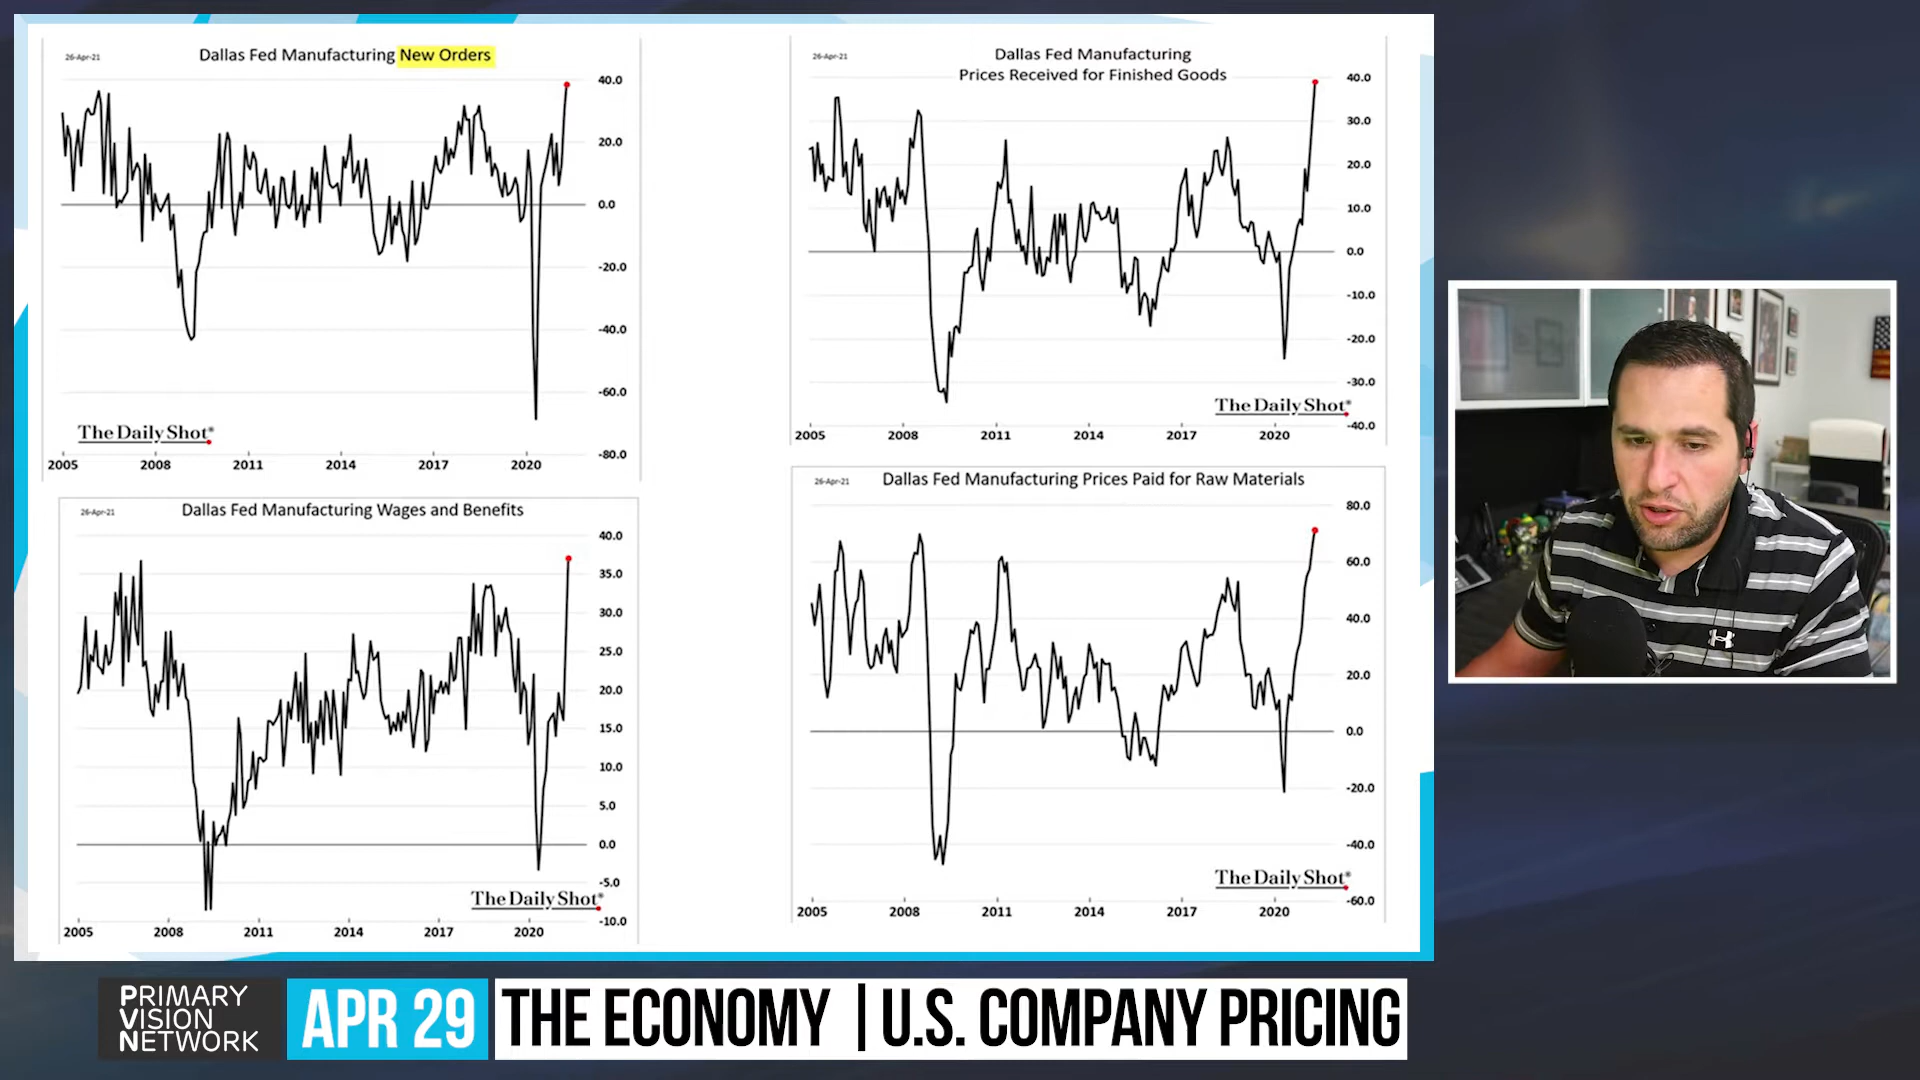 26-Apr-21
Dallas Fed Manufacturing New Orders
40.0
20.0
0.0
-20.0
-40.0
-60.0
-80.0
The Daily Shot®
2005 2008 2011 2014 2017 2020
26-Apr-21
Dallas Fed Manufacturing
Prices Received for Finished Goods
40.0
30.0
20.0
10.0
0.0
-10.0
-20.0
-30.0
-40.0
The Daily Shot®
2005 2008 2011 2014 2017 2020
26-Apr-21
Dallas Fed Manufacturing Wages and Benefits
40.0
35.0
30.0
25.0
20.0
15.0
10.0
5.0
0.0
-5.0
-10.0
The Daily Shot®
2005 2008 2011 2014 2017 2020
26-Apr-21
Dallas Fed Manufacturing Prices Paid for Raw Materials
80.0
60.0
40.0
20.0
0.0
-20.0
-40.0
-60.0
The Daily Shot®
2005 2008 2011 2014 2017 2020
PRIMARY
VISION
NETWORK
APR 29
THE ECONOMY | U.S. COMPANY PRICING